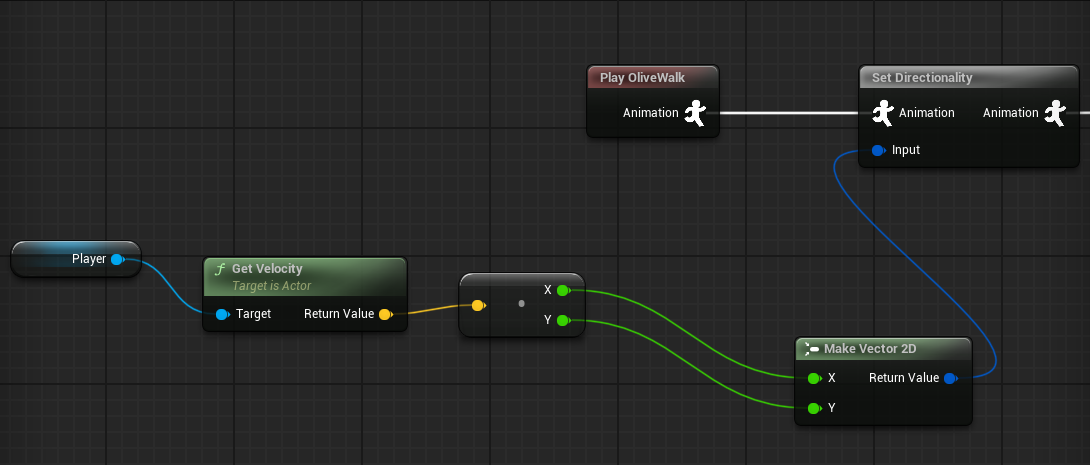 Play OliveWalk
Animation
Set Directionality
Animation Animation
Input
Player
Get Velocity
Target is Actor
Target Return Value
X
Y
Make Vector 2D
X Return Value
Y